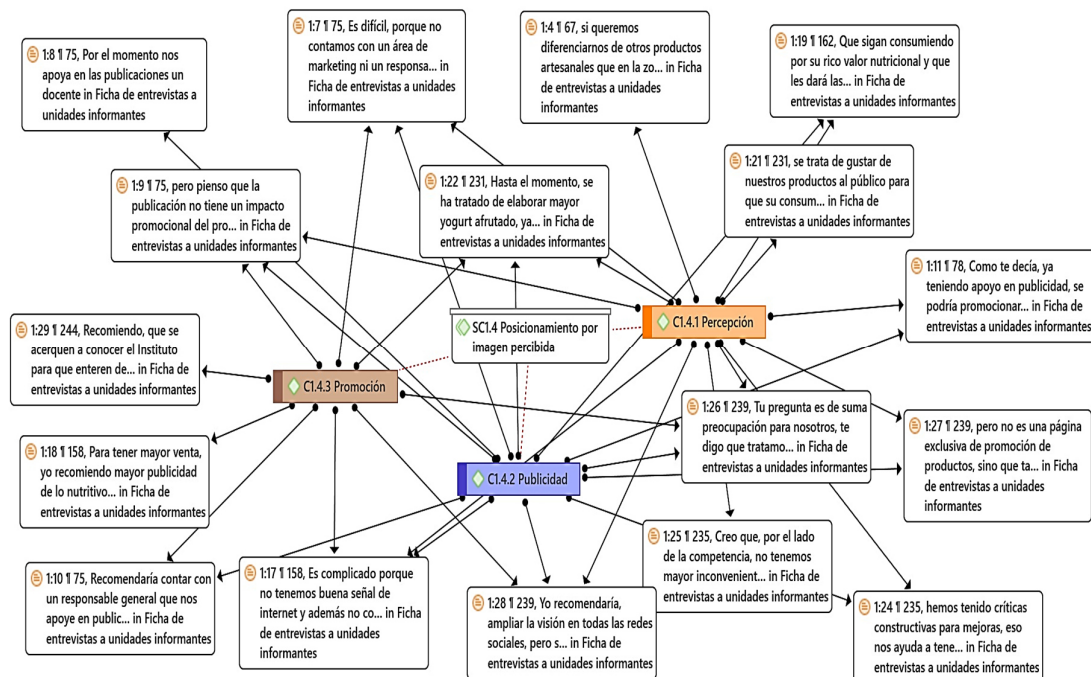 1:8 ¶ 75, Por el momento nos
apoya en las publicaciones un
docente in Ficha de entrevistas a
unidades informantes
1:7 ¶ 75, Es difícil, porque no
contamos con un área de
marketing ni un responsa... in
Ficha de entrevistas a unidades
informantes
1:4 ¶ 67, si queremos
diferenciarnos de otros productos
artesanales que en la zo... in Ficha
de entrevistas a unidades
informantes
1:19 ¶ 162, Que sigan consumiendo
por su rico valor nutricional y que
les dará las... in Ficha de
entrevistas a unidades informantes
1:9 ¶ 75, pero pienso que la
publicación no tiene un impacto
promocional del pro... in Ficha de
entrevistas a unidades informantes
1:22 ¶ 231, Hasta el momento, se
ha tratado de elaborar mayor
yogurt afrutado, ya... in Ficha de
entrevistas a unidades informantes
1:21 ¶ 231, se trata de gustar de
nuestros productos al público para
que su consum... in Ficha de
entrevistas a unidades informantes
1:11 ¶ 78, Como te decía, ya
teniendo apoyo en publicidad, se
podría promocionar... in Ficha de
entrevistas a unidades informantes
SC1.4 Posicionamiento por
imagen percibida
C1.4.1 Percepción
1:29 ¶ 244, Recomiendo, que se
acerquen a conocer el Instituto
para que enteren de... in Ficha de
entrevistas a unidades informantes
C1.4.3 Promoción
1:26 ¶ 239, Tu pregunta es de suma
preocupación para nosotros, te
digo que tratamo... in Ficha de
entrevistas a unidades informantes
1:27 ¶ 239, pero no es una página
exclusiva de promoción de
productos, sino que ta... in Ficha
de entrevistas a unidades
informantes
1:18 ¶ 158, Para tener mayor venta,
yo recomiendo mayor publicidad
de lo nutritivo... in Ficha de
entrevistas a unidades informantes
C1.4.2 Publicidad
1:25 ¶ 235, Creo que, por el lado
de la competencia, no tenemos
mayor inconvenient... in Ficha de
entrevistas a unidades informantes
1:10 ¶ 75, Recomendaría contar con
un responsable general que nos
apoye en public... in Ficha de
entrevistas a unidades informantes
1:17 ¶ 158, Es complicado porque
no tenemos buena señal de
internet y además no co... in Ficha
de entrevistas a unidades
informantes
1:28 ¶ 239, Yo recomendaría,
ampliar la visión en todas las redes
sociales, pero s... in Ficha de
entrevistas a unidades informantes
1:24 ¶ 235, hemos tenido críticas
constructivas para mejoras, eso
nos ayuda a tene... in Ficha de
entrevistas a unidades informantes